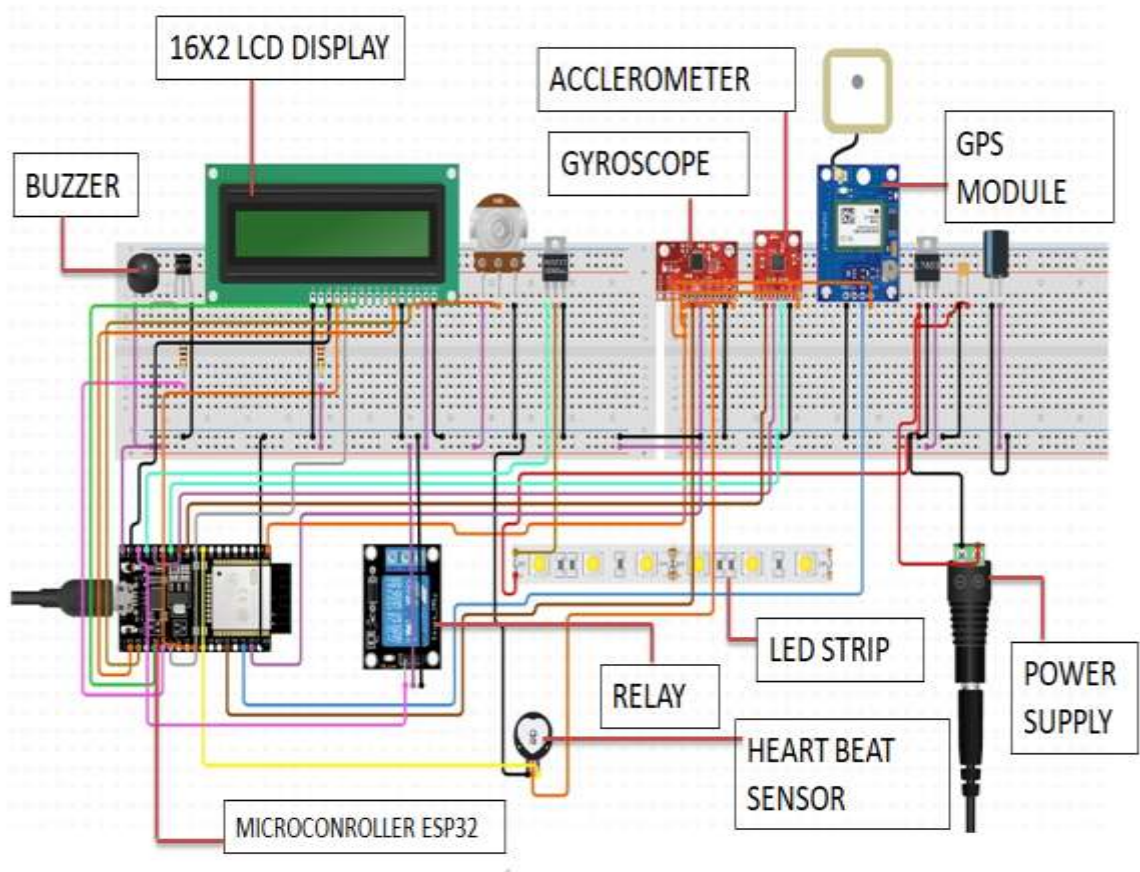 16X2 LCD DISPLAY
ACCLEROMETER
GYROSCOPE
GPS
MODULE
BUZZER
LED STRIP
RELAY
POWER
SUPPLY
HEART BEAT
SENSOR
MICROCONROLLER ESP32